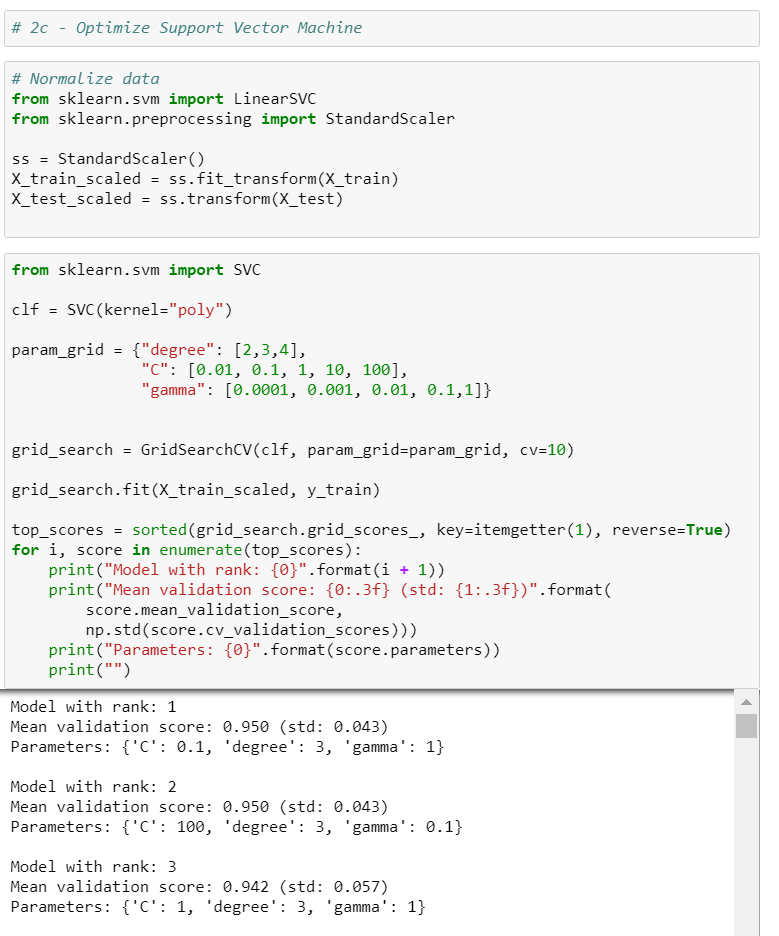 # 2c - Optimize Support Vector Machine
# Normalize data
from sklearn.svm import LinearSVC
from sklearn.preprocessing import StandardScaler
ss = StandardScaler()
X_train_scaled = ss.fit_transform(X_train)
X_test_scaled = ss.transform(X_test)
from sklearn.svm import SVC
clf = SVC(kernel="poly")
param_grid = {"degree": [2,3,4],
              "C": [0.01, 0.1, 1, 10, 100],
              "gamma": [0.0001, 0.001, 0.01, 0.1,1]}
grid_search = GridSearchCV(clf, param_grid=param_grid, cv=10)
grid_search.fit(X_train_scaled, y_train)
top_scores = sorted(grid_search.grid_scores_, key=itemgetter(1), reverse=True)
for i, score in enumerate(top_scores):
    print("Model with rank: {0}".format(i + 1))
    print("Mean validation score: {0:.3f} (std: {1:.3f})".format(
        score.mean_validation_score,
        np.std(score.cv_validation_scores)))
    print("Parameters: {0}".format(score.parameters))
    print("")
Model with rank: 1
Mean validation score: 0.950 (std: 0.043)
Parameters: {'C': 0.1, 'degree': 3, 'gamma': 1}
Model with rank: 2
Mean validation score: 0.950 (std: 0.043)
Parameters: {'C': 100, 'degree': 3, 'gamma': 0.1}
Model with rank: 3
Mean validation score: 0.942 (std: 0.057)
Parameters: {'C': 1, 'degree': 3, 'gamma': 1}